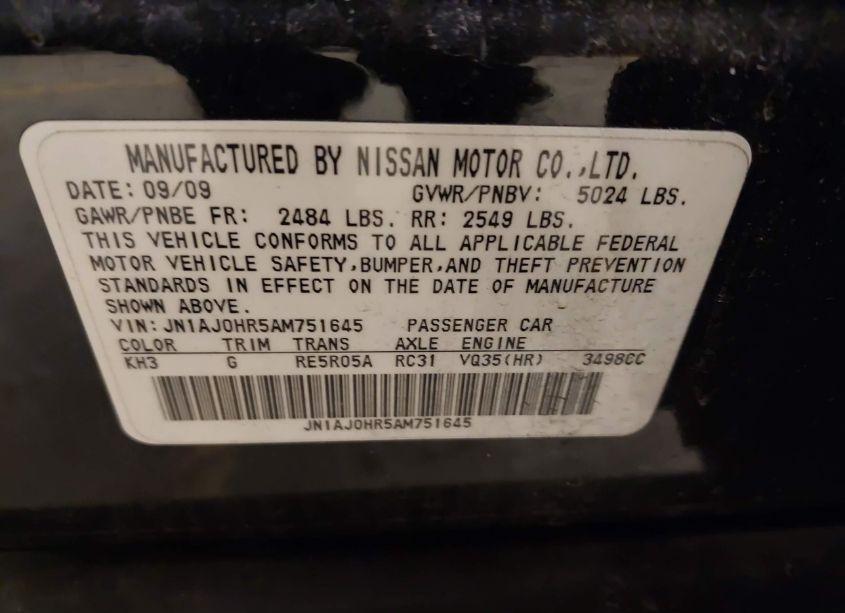 MANUFACTURED BY NISSAN MOTOR CO.,LTD.
DATE: 09/09 GVWR/PNBV: 5024 LBS.
GAWR/PNBE FR: 2484 LBS. RR: 2549 LBS.
THIS VEHICLE CONFORMS TO ALL APPLICABLE FEDERAL
MOTOR VEHICLE SAFETY,BUMPER,AND THEFT PREVENTION
STANDARDS IN EFFECT ON THE DATE OF MANUFACTURE
SHOWN ABOVE.
VIN:JN1AJ0HR5AM751645 PASSENGER CAR
COLOR TRIM TRANS AXLE ENGINE
KH3 G RE5R05A RC31 VQ35(HR) 3498CC
JN1AJ0HR5AM751645